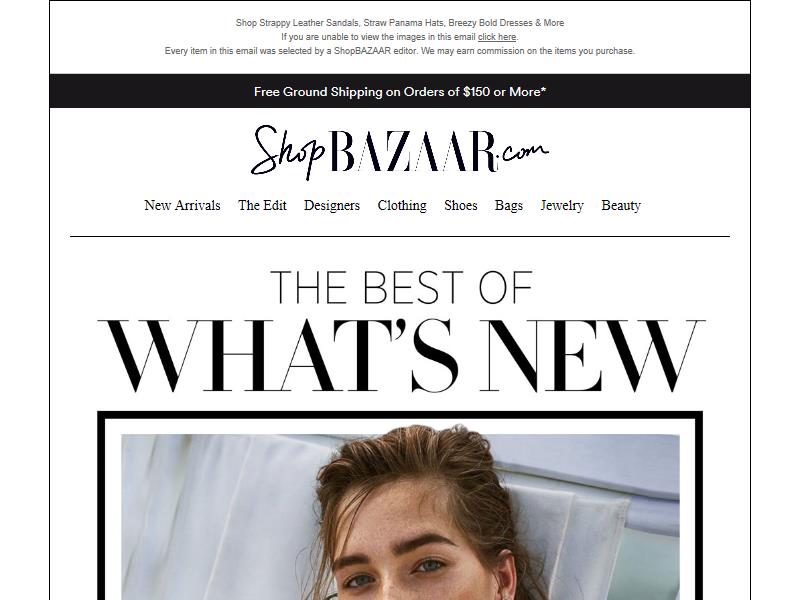 Shop Strappy Leather Sandals, Straw Panama Hats, Breezy Bold Dresses & More
If you are unable to view the images in this email click here.
Every item in this email was selected by a ShopBAZAAR editor. We may earn commission on the items you purchase.
Free Ground Shipping on Orders of $150 or More*
ShopBAZAAR.com
New Arrivals The Edit Designers Clothing Shoes Bags Jewelry Beauty
THE BEST OF
WHAT'S NEW